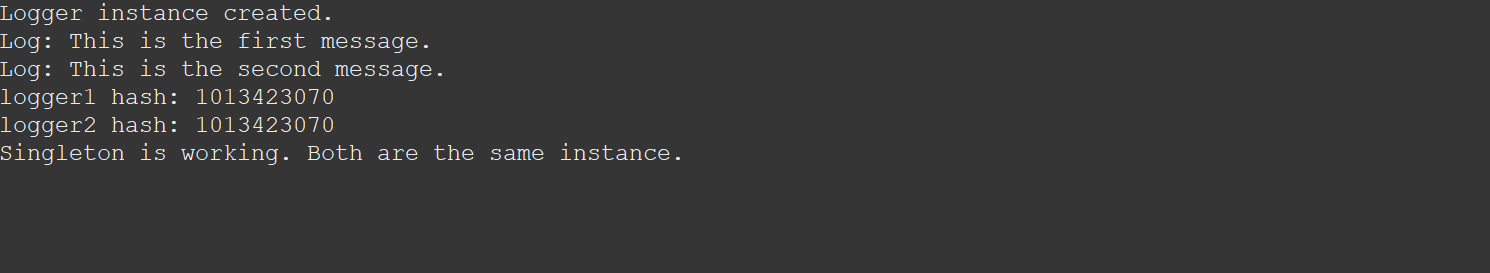 Logger instance created.
Log: This is the first message.
Log: This is the second message.
logger1 hash: 1013423070
logger2 hash: 1013423070
Singleton is working. Both are the same instance.